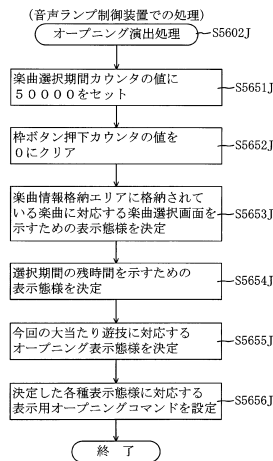 (音声ランプ制御装置での処理)
オープニング演出処理
S5602J
楽曲選択期間カウンタの値に
50000をセット
S5651J
枠ボタン押下カウンタの値を
0にクリア
S5652J
楽曲情報格納エリアに格納されて
いる楽曲に対応する楽曲選択画面を
示すための表示態様を決定
S5653J
選択期間の残時間を示すための
表示態様を決定
S5654J
今回の大当たり遊技に対応する
オープニング表示態様を決定
S5655J
決定した各種表示態様に対応する
表示用オープニングコマンドを設定
S5656J
終 了